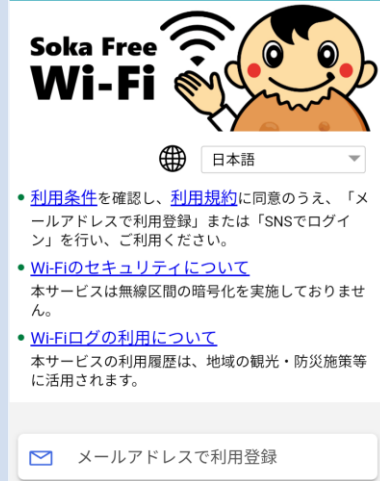 Soka Free
Wi-Fi
日本語
利用条件を確認し、利用規約に同意のうえ、「メ
ールアドレスで利用登録」または「SNSでログイ
ン」を行い、ご利用ください。
Wi-Fiのセキュリティについて
本サービスは無線区間の暗号化を実施しておりませ
ん。
Wi-Fiログの利用について
本サービスの利用履歴は、地域の観光・防災施策等
に活用されます。
メールアドレスで利用登録